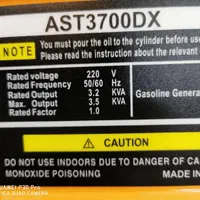 AST3700DX
NOTE
You must pour the oil to the cylinder before us
Please read the instruction about the relevant
Rated voltage 220 V
Rated frequency 50/60 Hz
Rated Output 3.2 KVA
Max. Output 3.5 KVA
Rated Factor 1.0
Gasoline Genera
CAUTION
DO NOT USE INDOORS DUE TO DANGER OF CA
MONOXIDE POISONING
MADE IN
HUAWEI P30 Pro